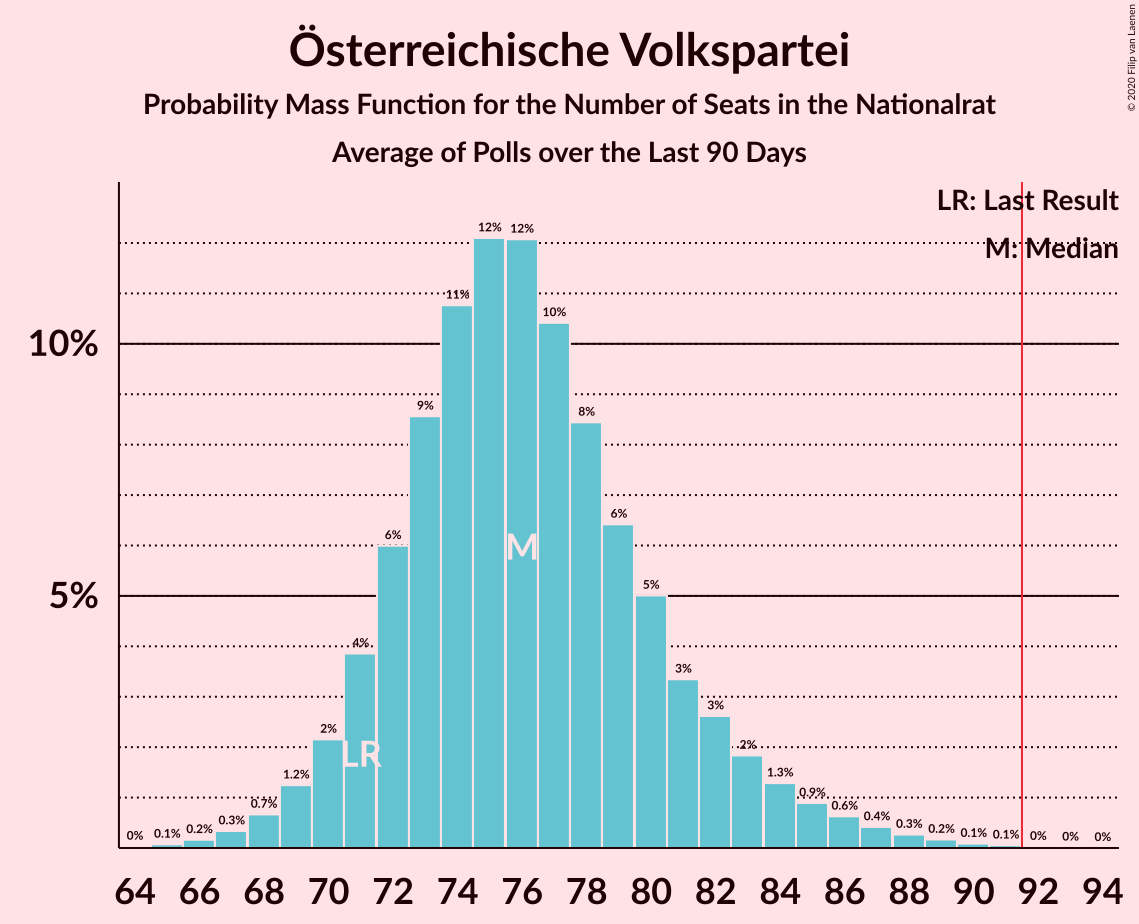 Österreichische Volkspartei
Probability Mass Function for the Number of Seats in the Nationalrat
Average of Polls over the Last 90 Days
© 2020 Filip van Laenen
LR: Last Result
M: Median
10%
5%
0% 0.1% 0.2% 0.3% 0.7% 1.2% 2% 4% 6% 9% 11% 12% 12% 10% 8% 6% 5% 3% 3% 2% 1.3% 0.9% 0.6% 0.4% 0.3% 0.2% 0.1% 0.1% 0% 0% 0%
M
LR
64 66 68 70 72 74 76 78 80 82 84 86 88 90 92 94